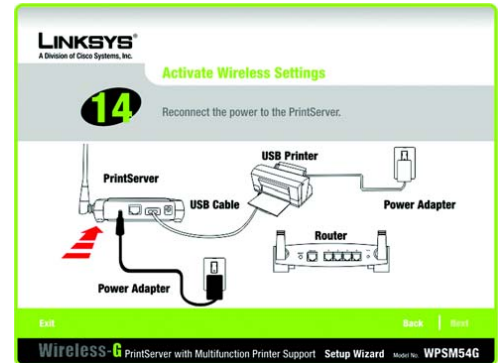 LINKSYS®
A Division of Cisco Systems, Inc.
Activate Wireless Settings
14
Reconnect the power to the PrintServer.
USB Printer
PrintServer
USB Cable
Power Adapter
Router
Power Adapter
Exit
Back
Next
Wireless-G PrintServer with Multifunction Printer Support Setup Wizard Model No. WPSM54G